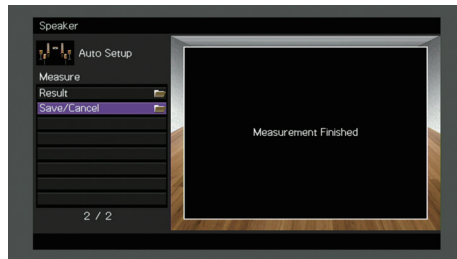 Speaker
Auto Setup
Measure
Result
Save/Cancel
Measurement Finished
2 / 2